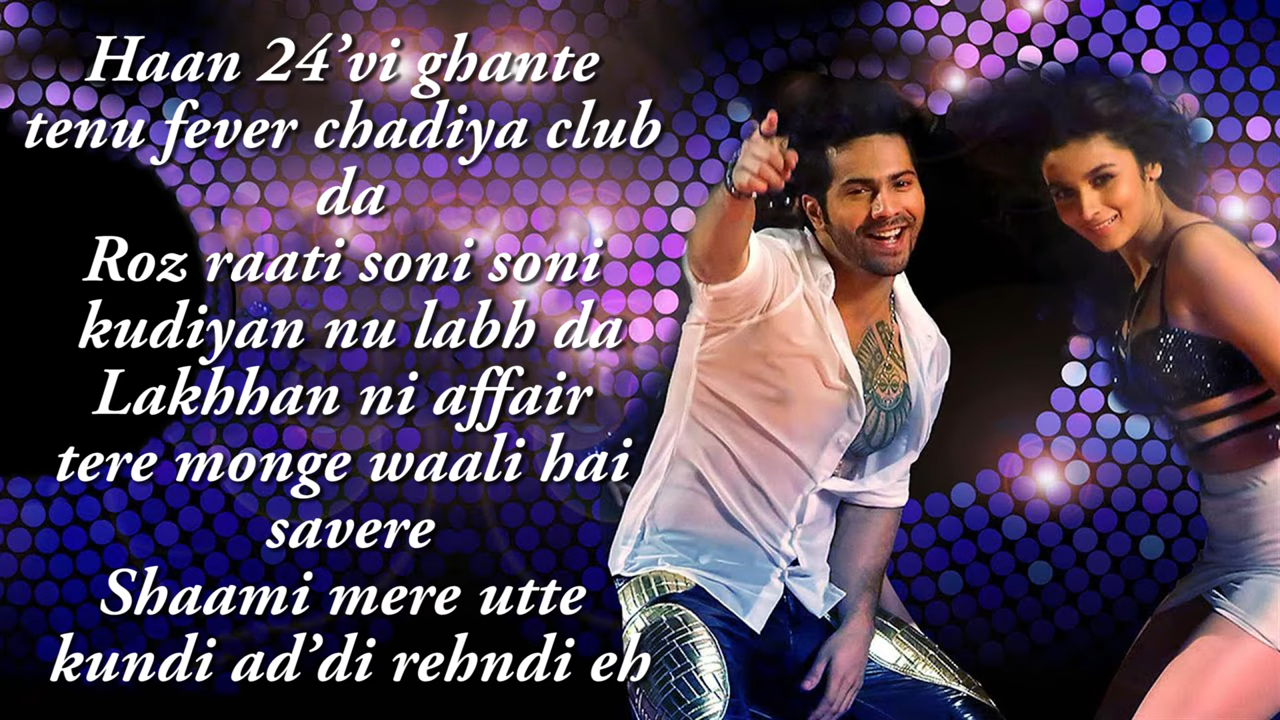 Haan 24’vi ghante
tenu fever chadiya club
da
Roz raati soni soni
kudiyan nu labh da
Lakhhan ni affair
tere monge waali hai
savere
Shaami mere utte
kundi ad’di rehndi eh